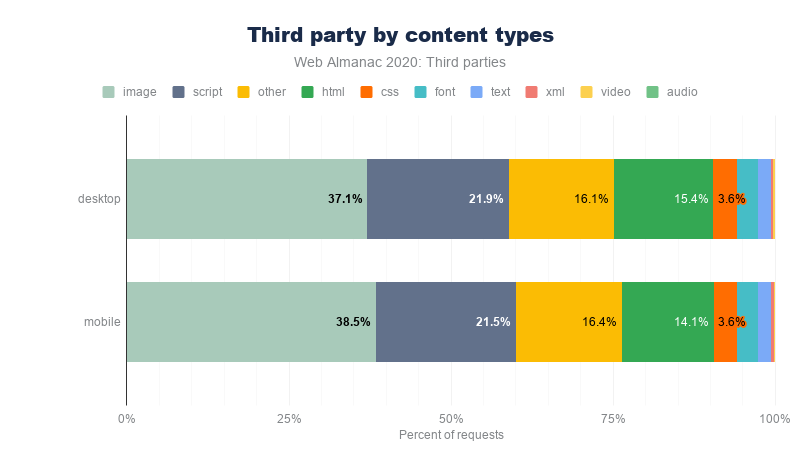 Third party by content types
Web Almanac 2020: Third parties
image script other html css font text xml video audio
desktop 37.1% 21.9% 16.1% 15.4% 3.6%
mobile 38.5% 21.5% 16.4% 14.1% 3.6%
0% 25% 50% 75% 100%
Percent of requests